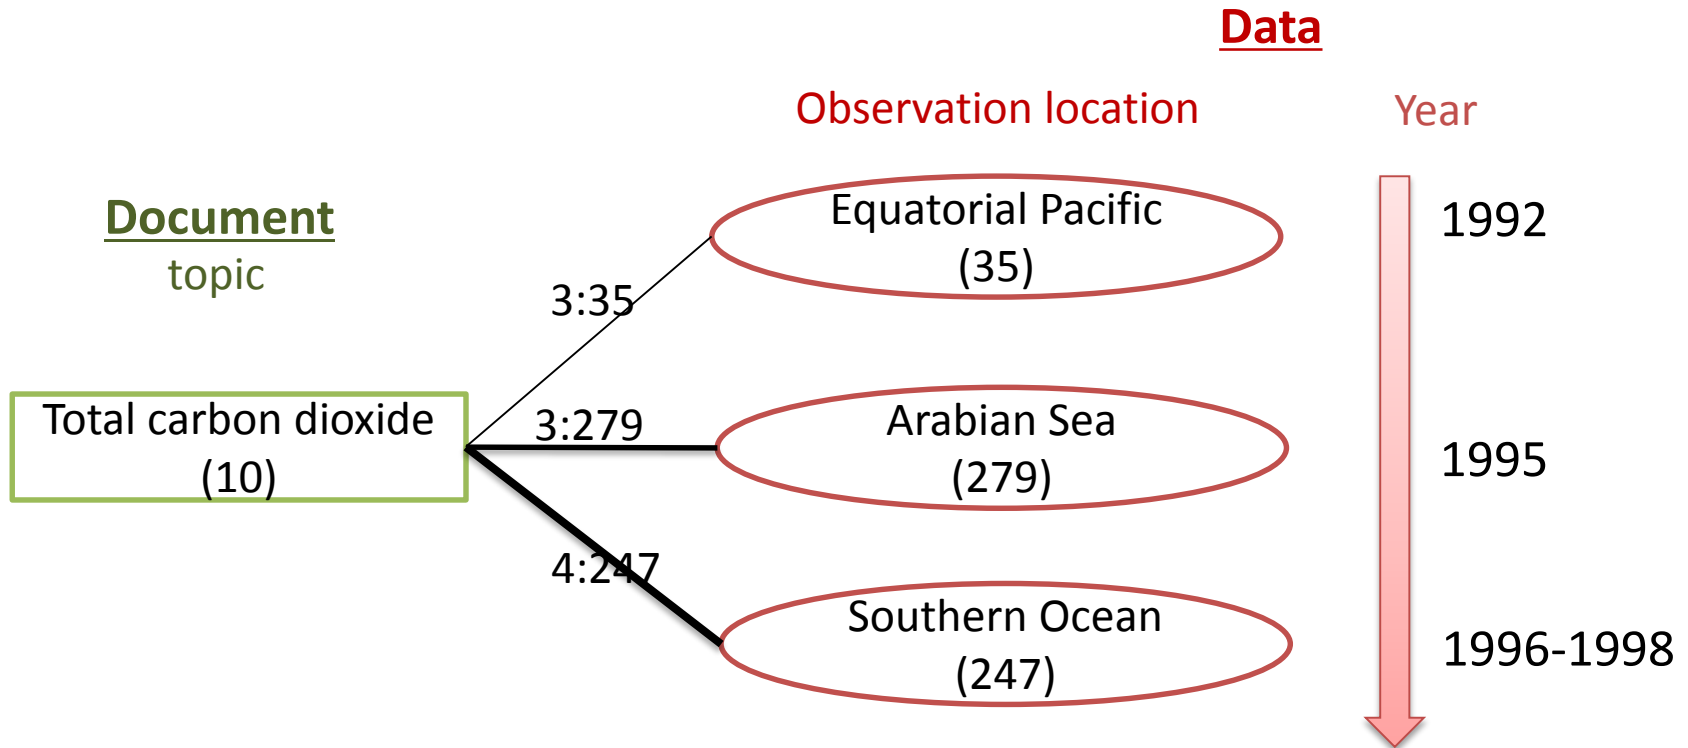 Data
Observation location
Year
Document
topic
Equatorial Pacific
(35)
1992
3:35
Total carbon dioxide
(10)
3:279
Arabian Sea
(279)
1995
4:247
Southern Ocean
(247)
1996-1998